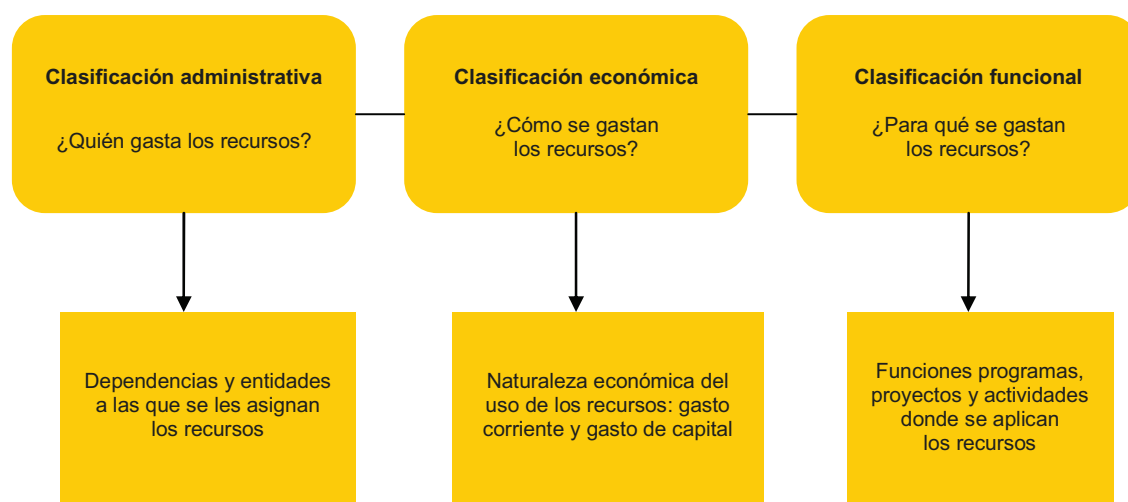 Clasificación administrativa
¿Quién gasta los recursos?
Clasificación económica
¿Cómo se gastan
los recursos?
Clasificación funcional
¿Para qué se gastan
los recursos?
Dependencias y entidades
a las que se les asignan
los recursos
Naturaleza económica del
uso de los recursos: gasto
corriente y gasto de capital
Funciones programas,
proyectos y actividades
donde se aplican
los recursos